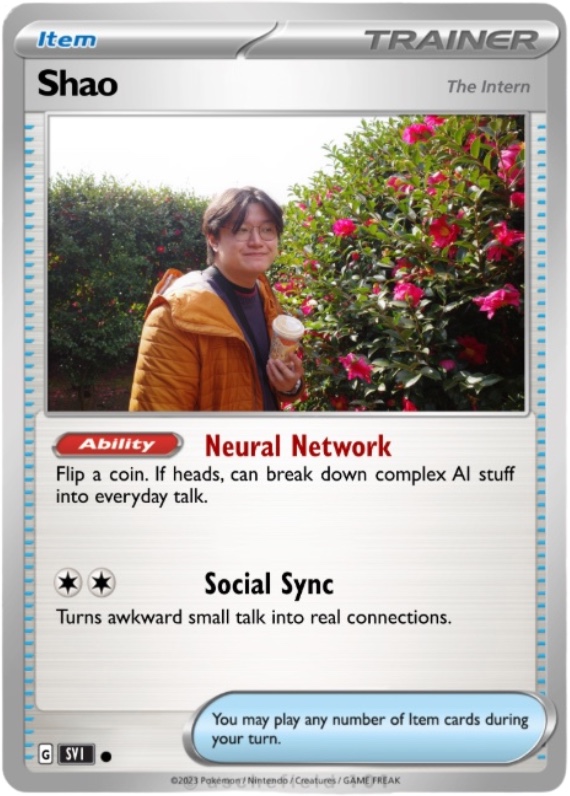 Item
TRAINER
Shao
The Intern
Ability
Neural Network
Flip a coin. If heads, can break down complex AI stuff
into everyday talk.
Social Sync
Turns awkward small talk into real connections.
You may play any number of Item cards during
your turn.
G
SVI
©2023 Pokémon / Nintendo / Creatures / GAME FREAK